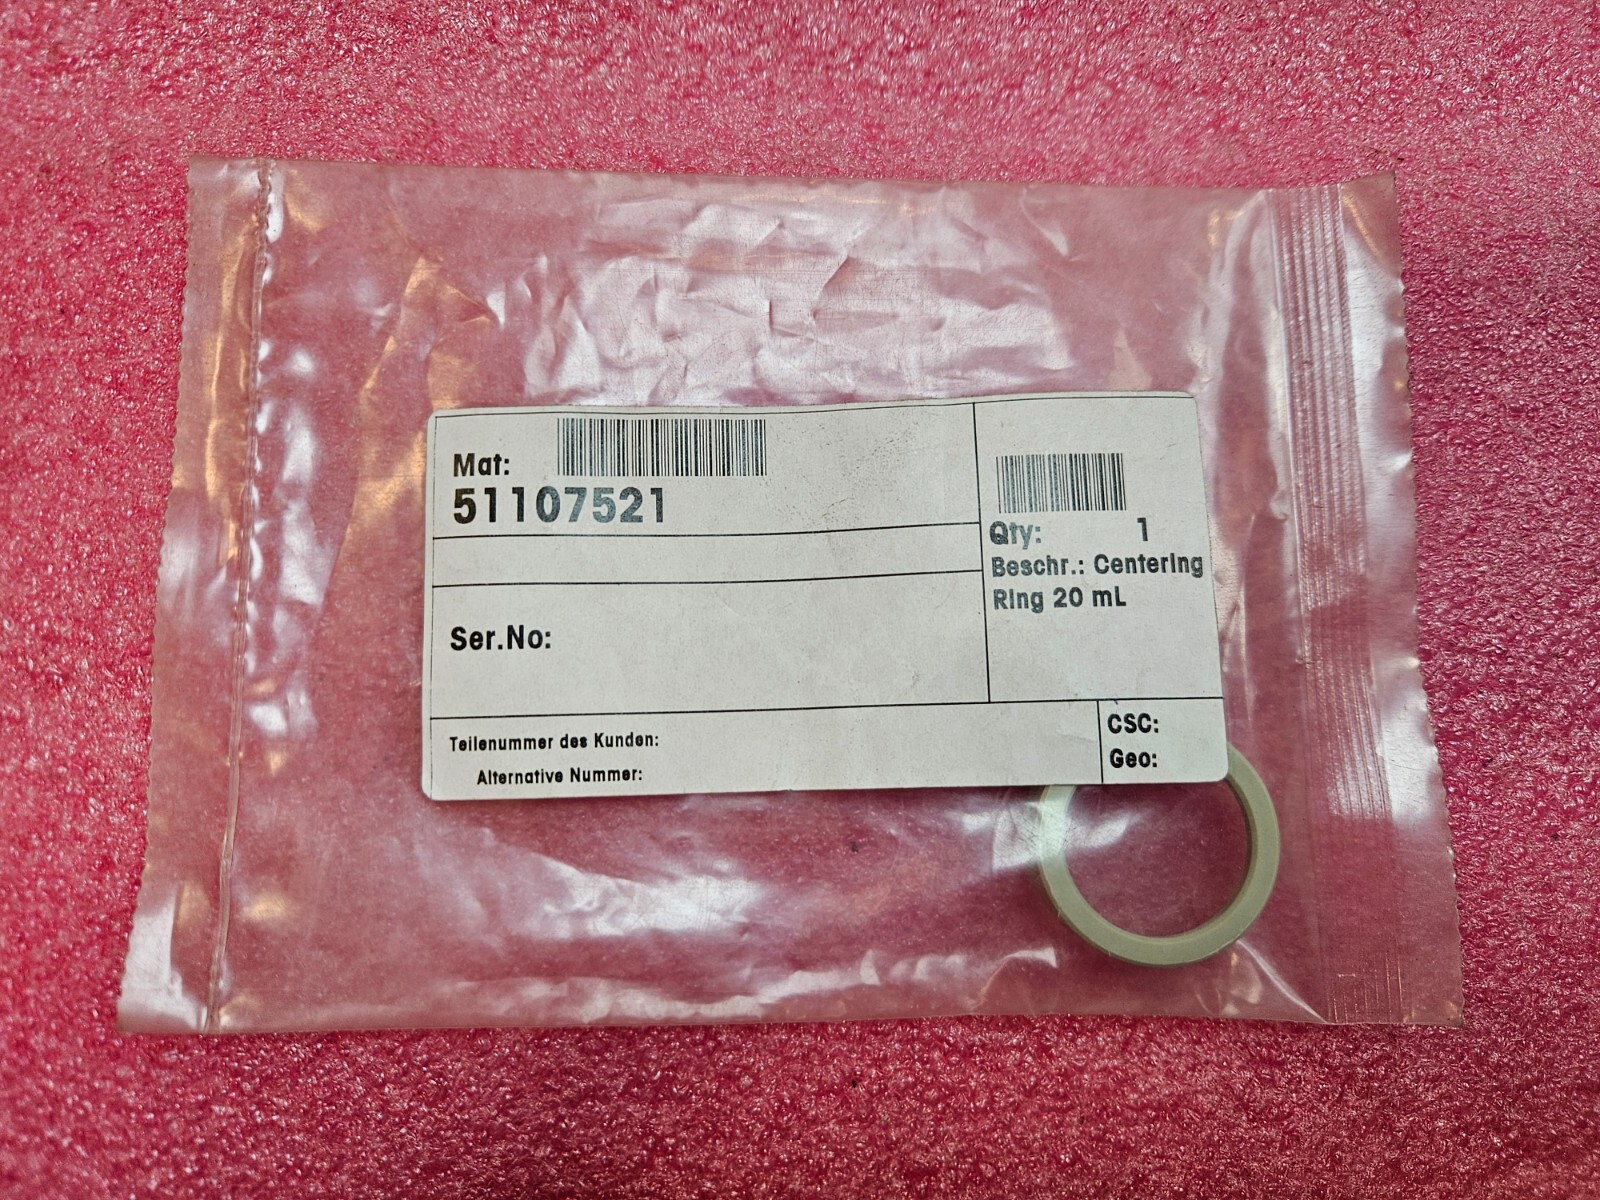 Mat:
51107521
Qty: 1
Beschr.: Centering
Ring 20 mL
Ser.No:
Teilenummer des Kunden:
Alternative Nummer:
CSC:
Geo: